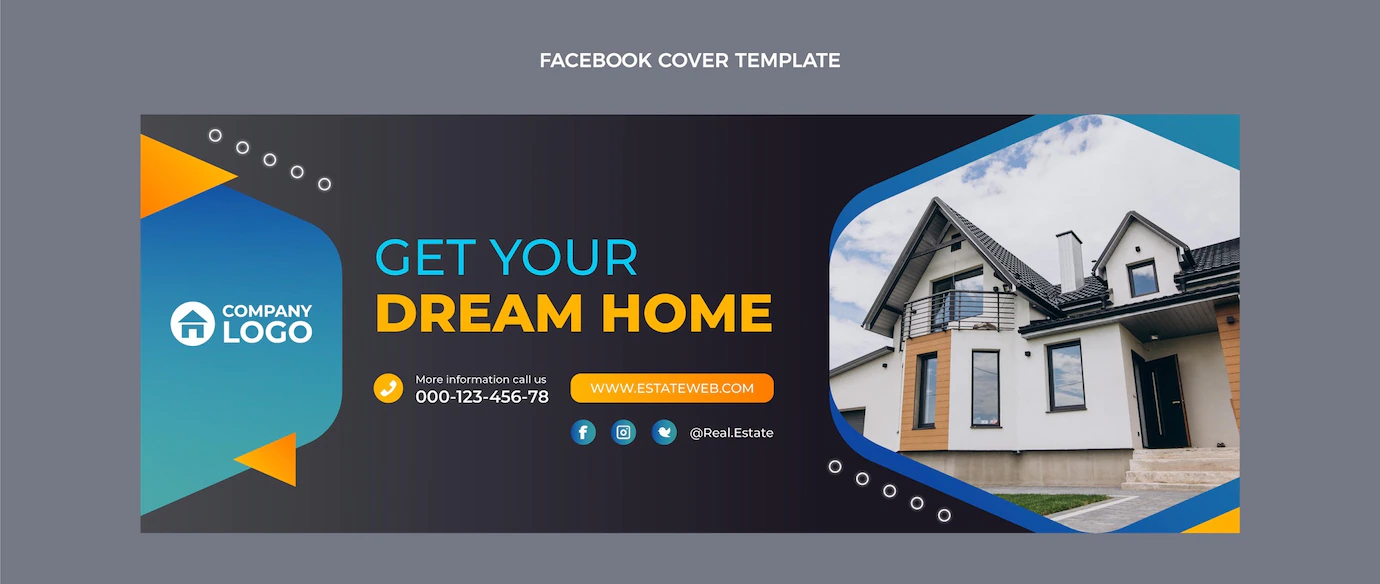 FACEBOOK COVER TEMPLATE
COMPANY
LOGO
GET YOUR
DREAM HOME
More information call us
000-123-456-78
WWW.ESTATEWEB.COM
@Real.Estate